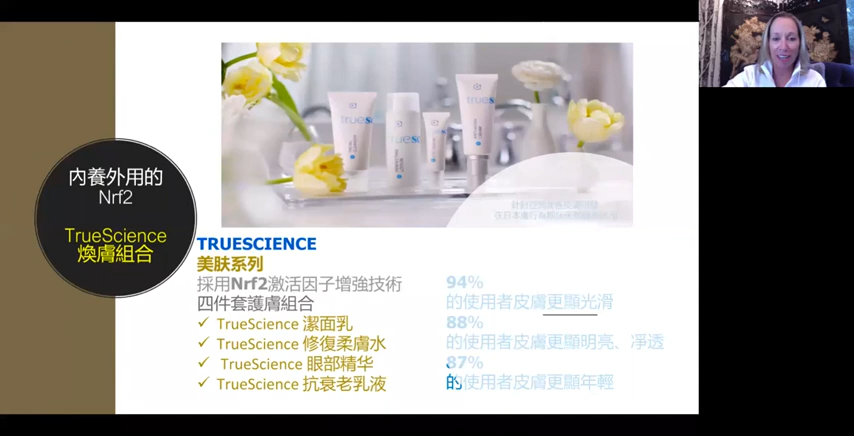 內養外用的
Nrf2
TrueScience
煥膚組合
TRUESCIENCE
美肤系列
採用Nrf2激活因子增強技術
四件套護膚組合
✓ TrueScience 潔面乳
✓ TrueScience 修復柔膚水
✓ TrueScience 眼部精华
✓ TrueScience 抗衰老乳液
94%
的使用者皮膚更顯光滑
88%
的使用者皮膚更顯明亮、淨透
87%
的使用者皮膚更顯年輕